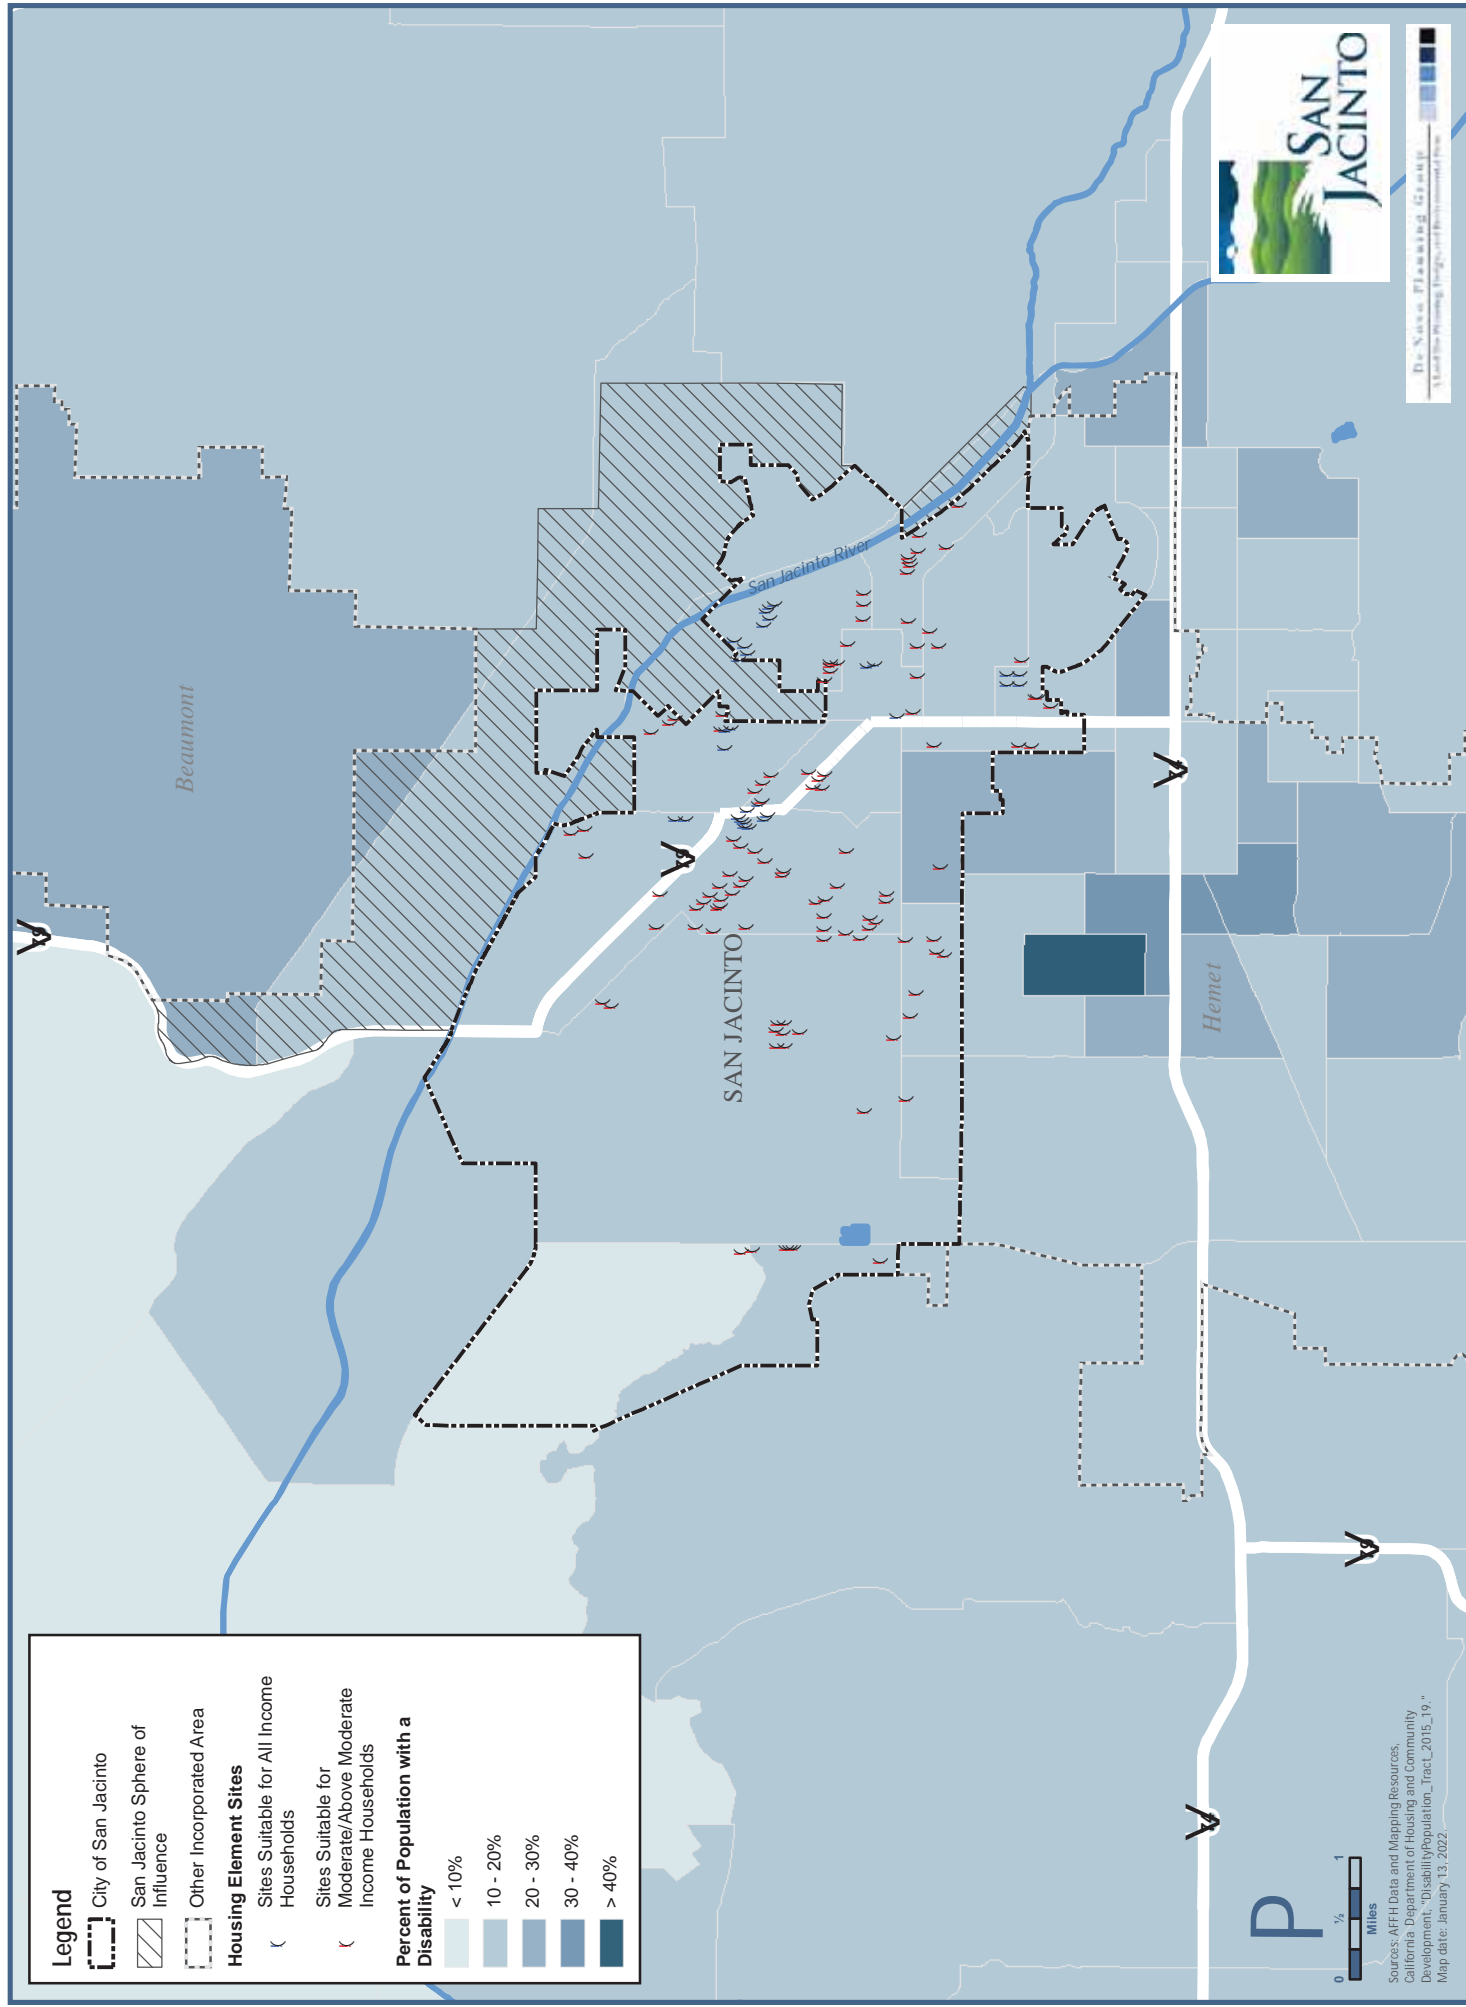 Legend
City of San Jacinto
San Jacinto Sphere of
Influence
Other Incorporated Area
Housing Element Sites
Sites Suitable for All Income
Households
Sites Suitable for
Moderate/Above Moderate
Income Households
Percent of Population with a
Disability
< 10%
10 - 20%
20 - 30%
30 - 40%
> 40%
Beaumont
San Jacinto River
SAN JACINTO
Hemet
P
0 ½ 1
Miles
Sources: AFFH Data and Mapping Resources,
California Department of Housing and Community
Development, "DisabilityPopulation_Tract_2015_19."
Map date: January 13, 2022.
SAN
JACINTO
De Novo Planning Group